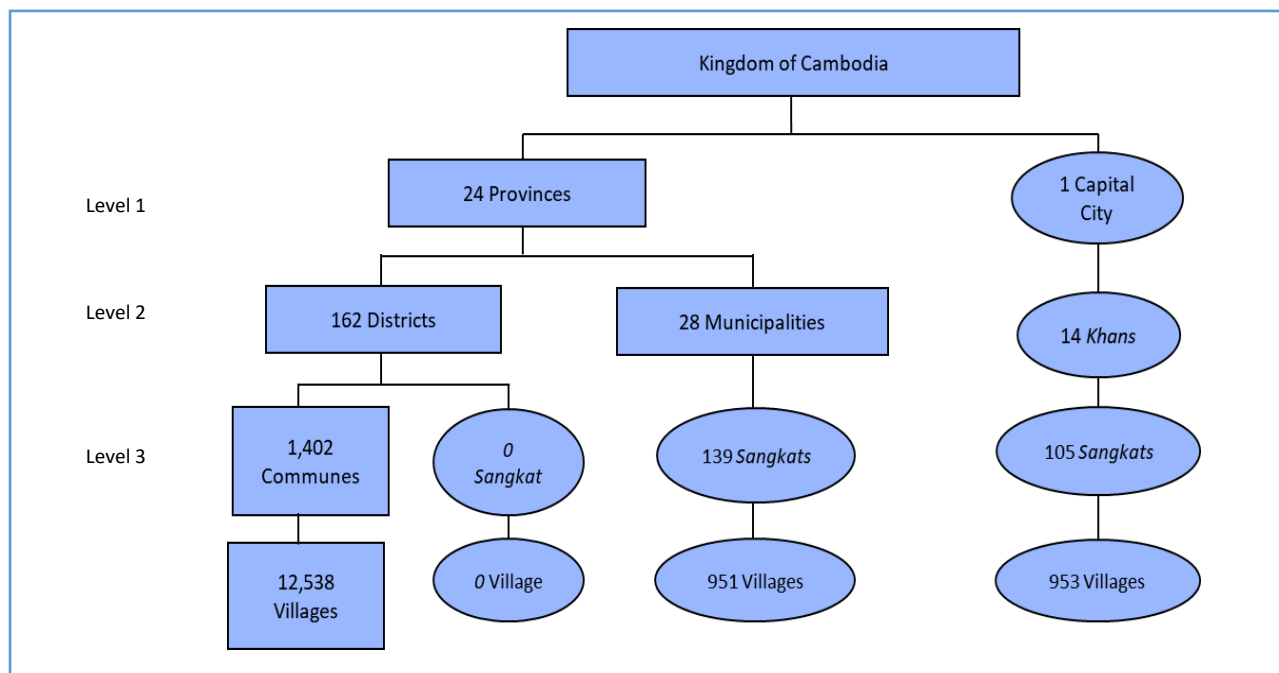 Kingdom of Cambodia
24 Provinces
1 Capital
City
Level 1
162 Districts
28 Municipalities
14 Khans
Level 2
1,402
Communes
0
Sangkat
139 Sangkats
105 Sangkats
Level 3
12,538
Villages
0 Village
951 Villages
953 Villages